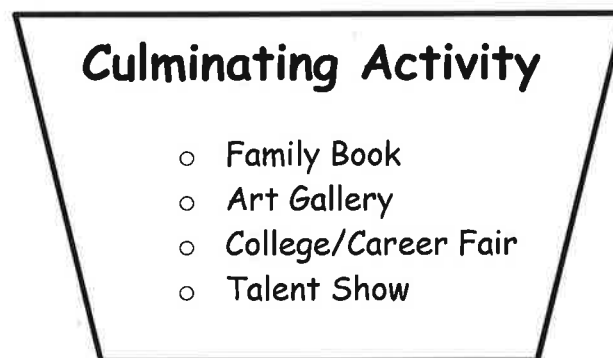 Culminating Activity
○ Family Book
○ Art Gallery
○ College/Career Fair
○ Talent Show